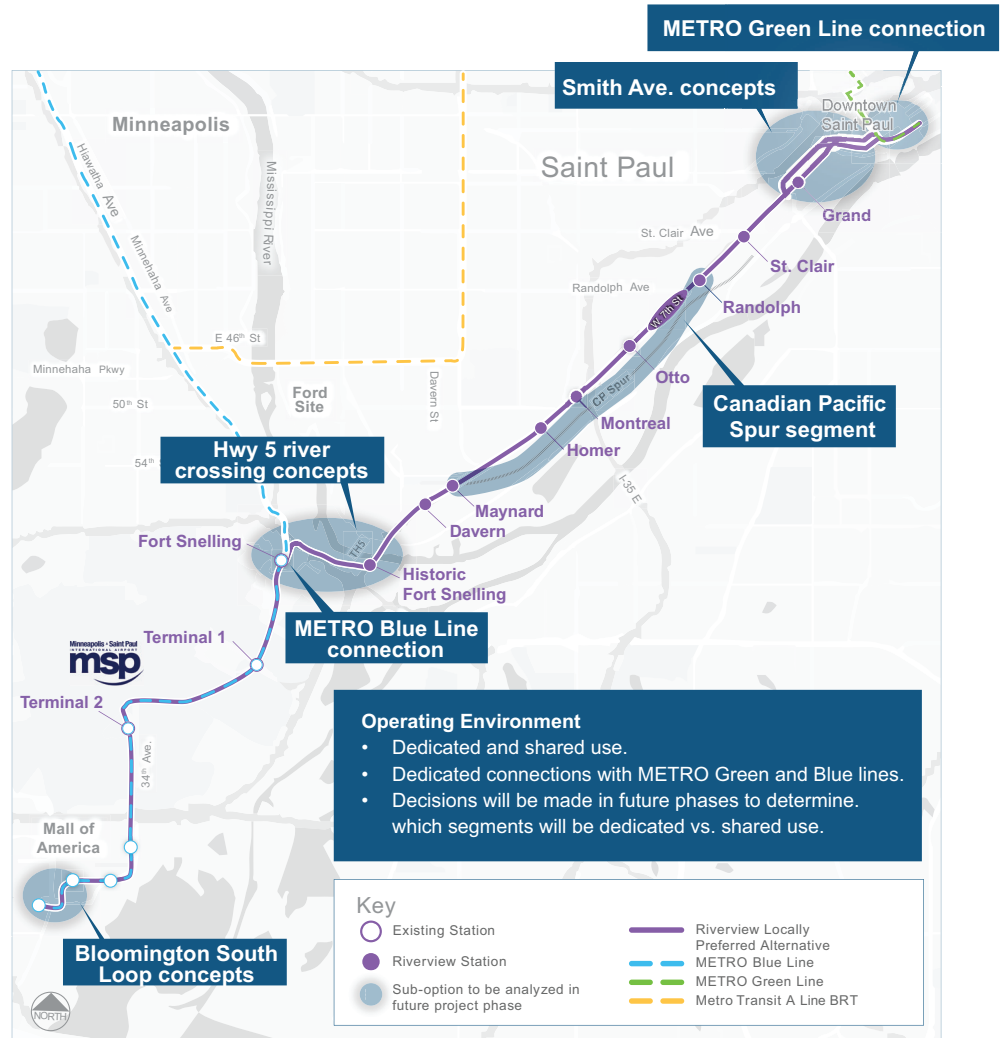 METRO Green Line connection
Smith Ave. concepts
Downtown
Saint Paul
Minneapolis
Saint Paul
Hiawatha Ave
Mississippi River
Grand
St. Clair Ave
Minnehaha Ave
St. Clair
Randolph Ave
Randolph
W. 7th St
E 46th St
Minnehaha Pkwy
Otto
CP Spur
Davern St
Ford
Site
50th St
Canadian Pacific
Spur segment
Montreal
Homer
Hwy 5 river
crossing concepts
54th
I-35 E
Maynard
Davern
Fort Snelling
TH5
Historic
Fort Snelling
METRO Blue Line
connection
Terminal 1
Minneapolis • Saint Paul
INTERNATIONAL AIRPORT
msp
Terminal 2
34th Ave.
Operating Environment
• Dedicated and shared use.
• Dedicated connections with METRO Green and Blue lines.
• Decisions will be made in future phases to determine.
which segments will be dedicated vs. shared use.
Mall of
America
Bloomington South
Loop concepts
NORTH
Key
Existing Station
Riverview Station
Sub-option to be analyzed in
future project phase
Riverview Locally
Preferred Alternative
METRO Blue Line
METRO Green Line
Metro Transit A Line BRT